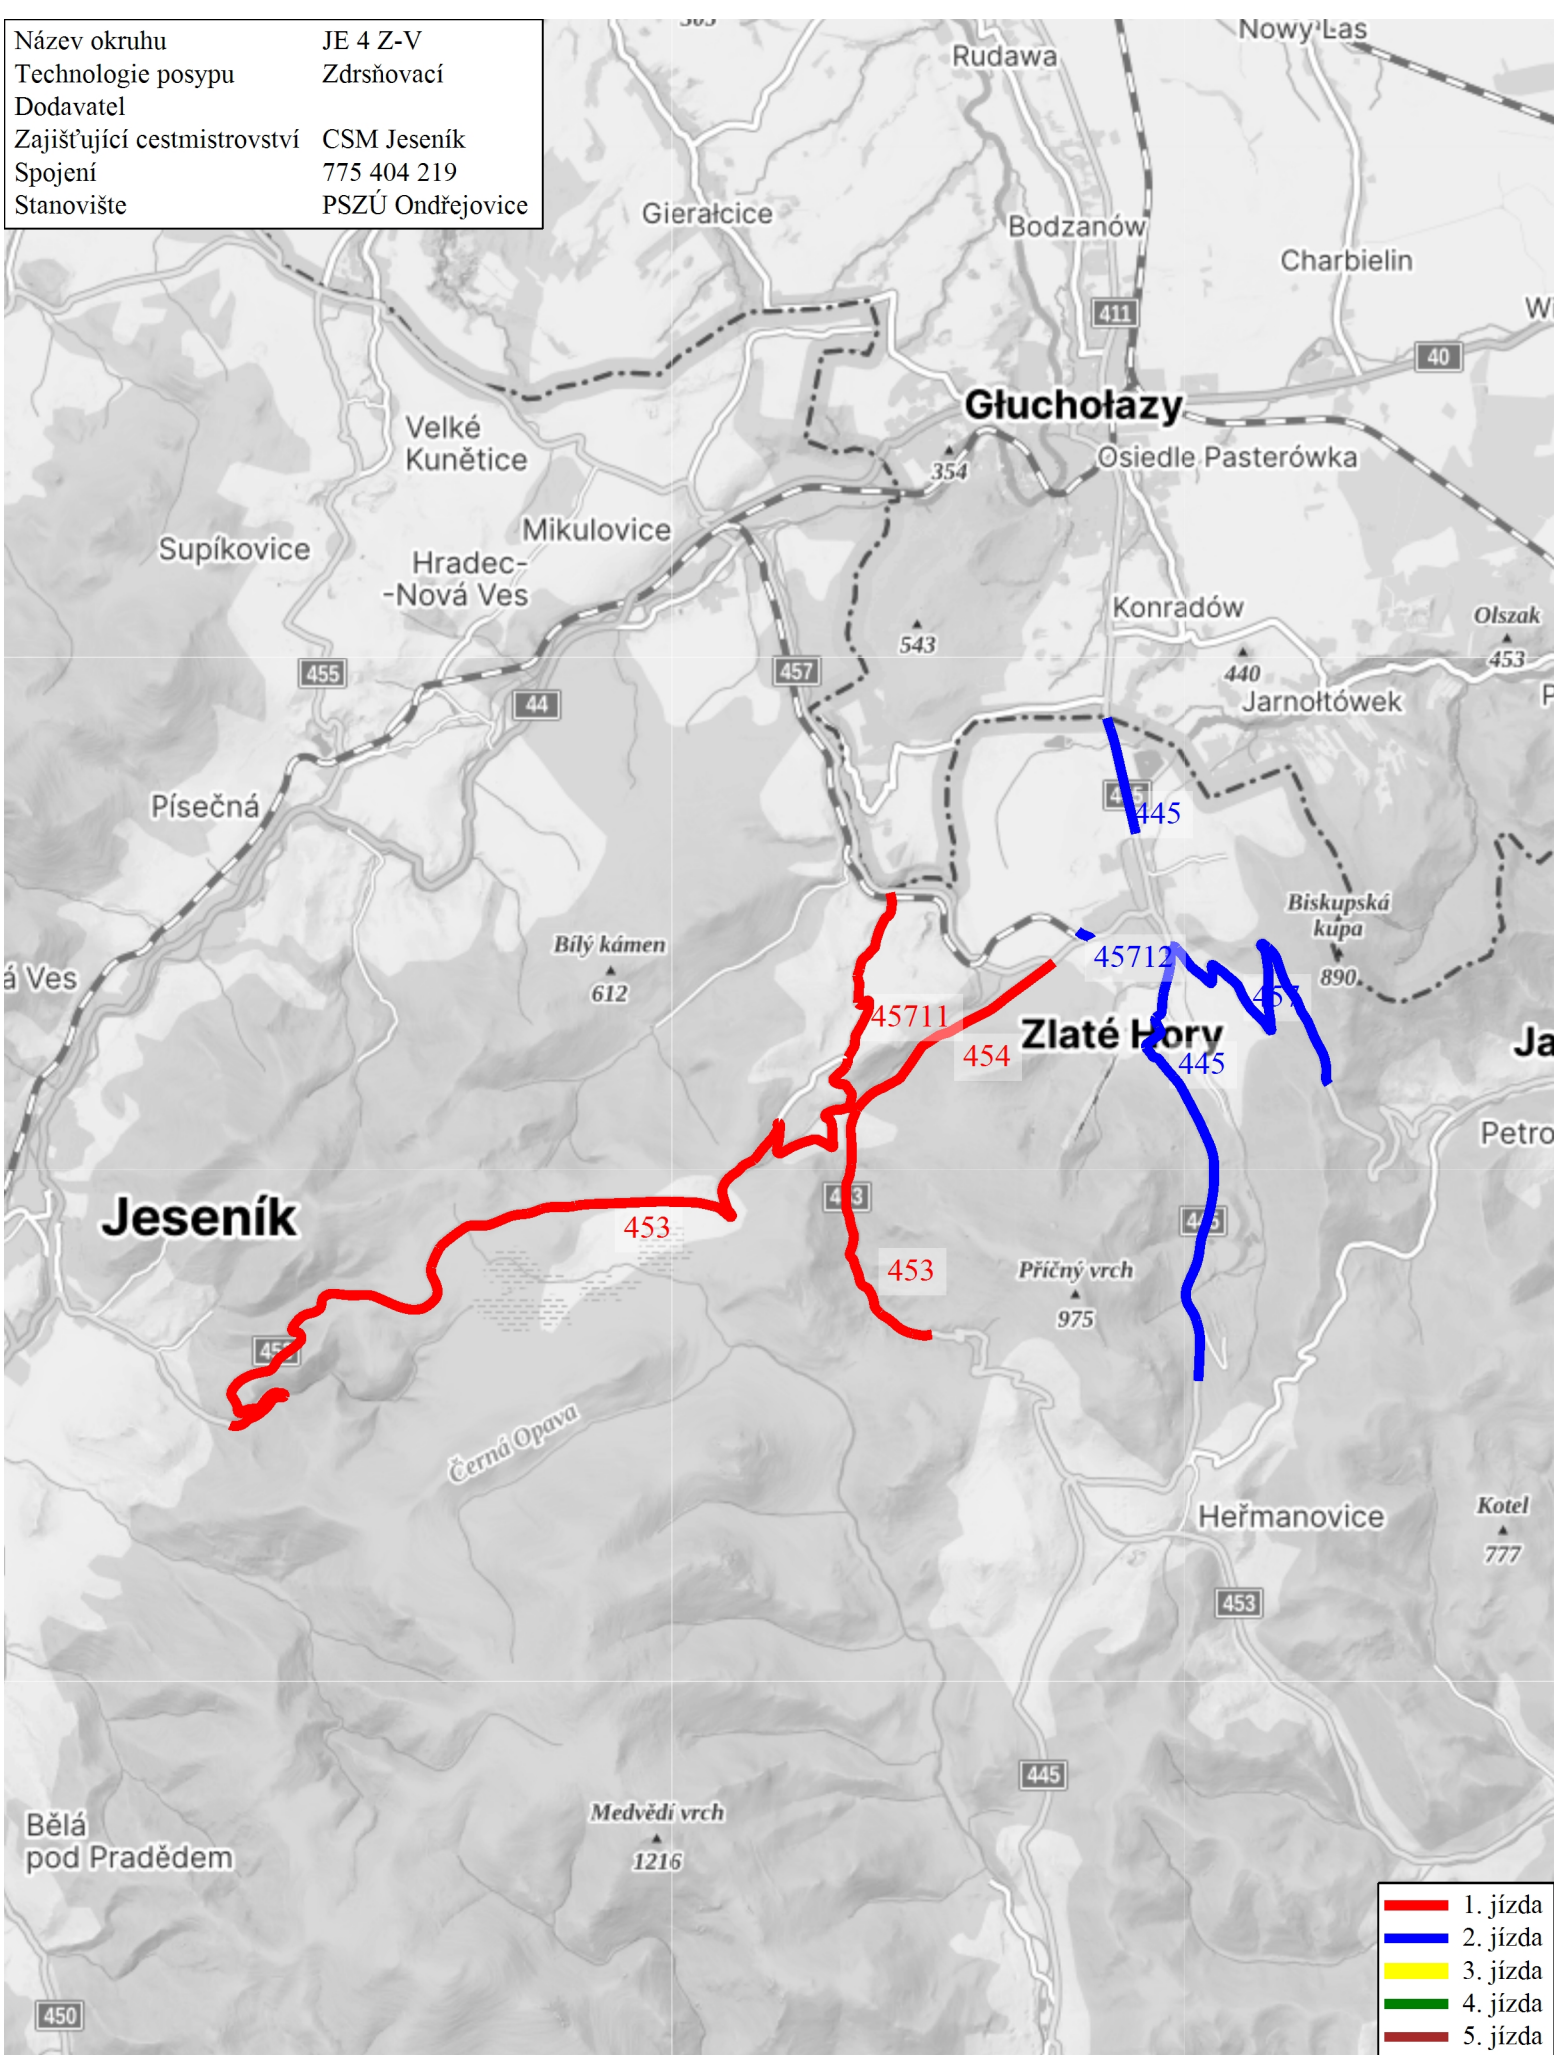 Název okruhu JE 4 Z-V
Technologie posypu Zdrsňovací
Dodavatel
Zajišťující cestmistrovství CSM Jeseník
Spojení 775 404 219
Stanovište PSZÚ Ondřejovice
Nowy Las
Rudawa
Gierałcice
Bodzanów
Charbielin
411
40
Głuchołazy
Velké
Kunětice
354
Osiedle Pasterówka
Mikulovice
Supíkovice
Hradec-
-Nová Ves
Konradów
Olszak
453
543
440
455
457
44
Jarnołtówek
Písečná
445
Biskupská
kupa
890
Bílý kámen
612
á Ves
45712
457
45711
Zlaté Hory
454
445
Ja
Petro
Jeseník
453
453
Příčný vrch
975
Černá Opava
Heřmanovice
Kotel
777
453
445
Medvědí vrch
1216
Bělá
pod Pradědem
450
1. jízda
2. jízda
3. jízda
4. jízda
5. jízda